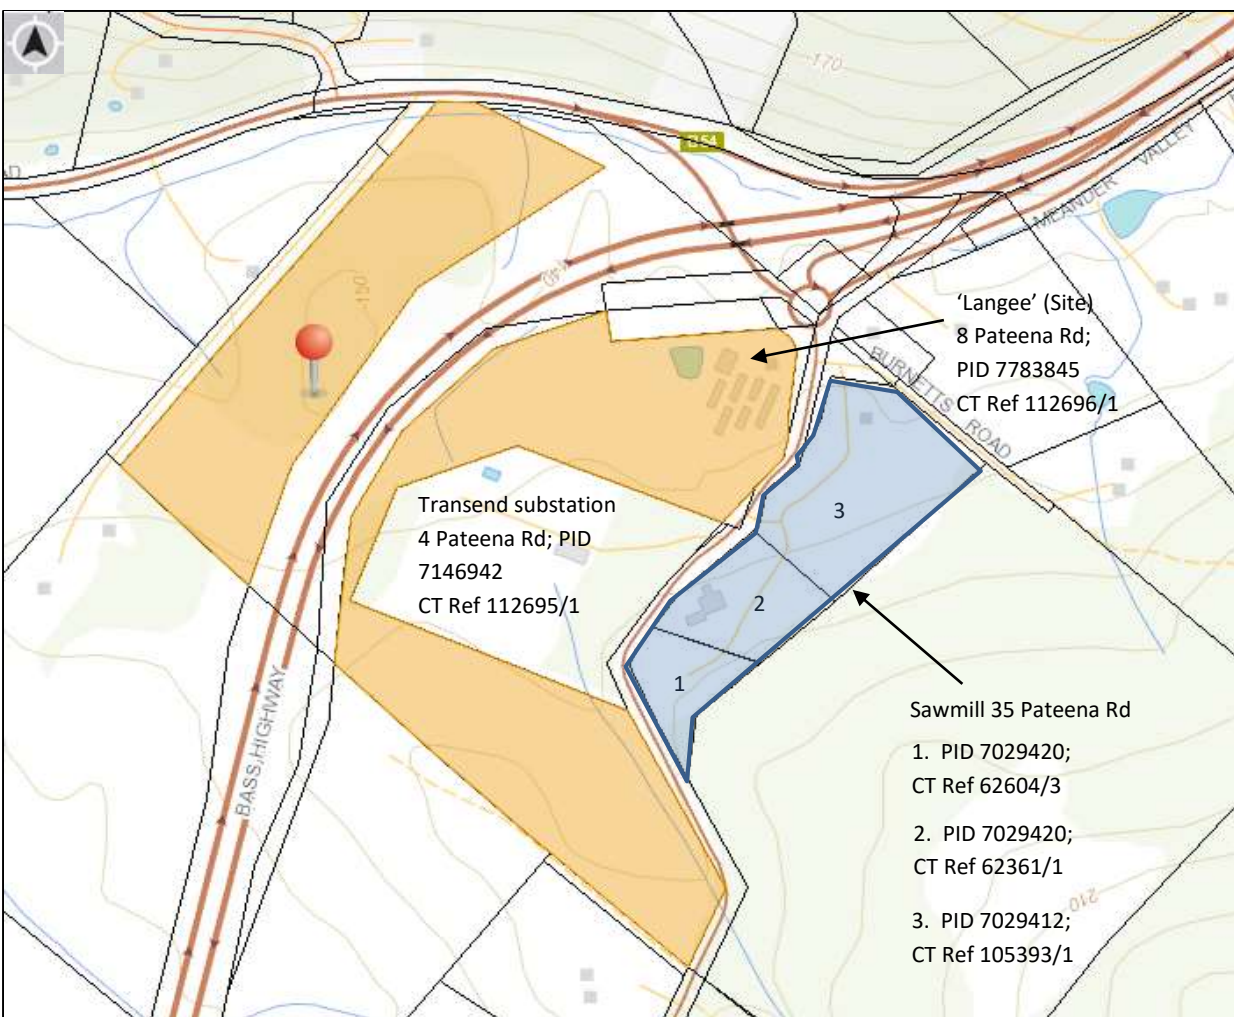 170
AD
B54
MEANDER VALLEY
150
'Langee' (Site)
8 Pateena Rd;
PID 7783845
CT Ref 112696/1
BURNETTS ROAD
Transend substation
4 Pateena Rd; PID
7146942
CT Ref 112695/1
3
2
1
BASS HIGHWAY
Sawmill 35 Pateena Rd
1. PID 7029420;
CT Ref 62604/3
2. PID 7029420;
CT Ref 62361/1
3. PID 7029412;
CT Ref 105393/1
210